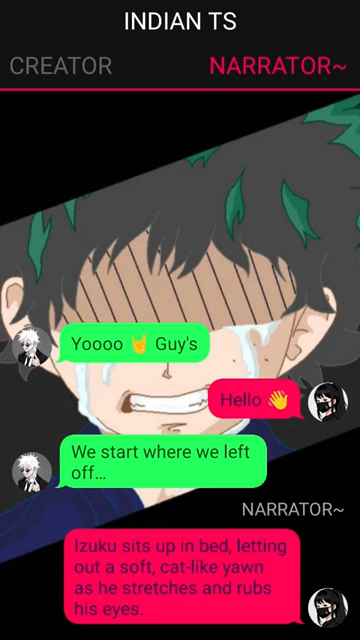 INDIAN TS
CREATOR NARRATOR~
Yoooo 🤘 Guy's
Hello 👋
We start where we left
off...
NARRATOR~
Izuku sits up in bed, letting
out a soft, cat-like yawn
as he stretches and rubs
his eyes.